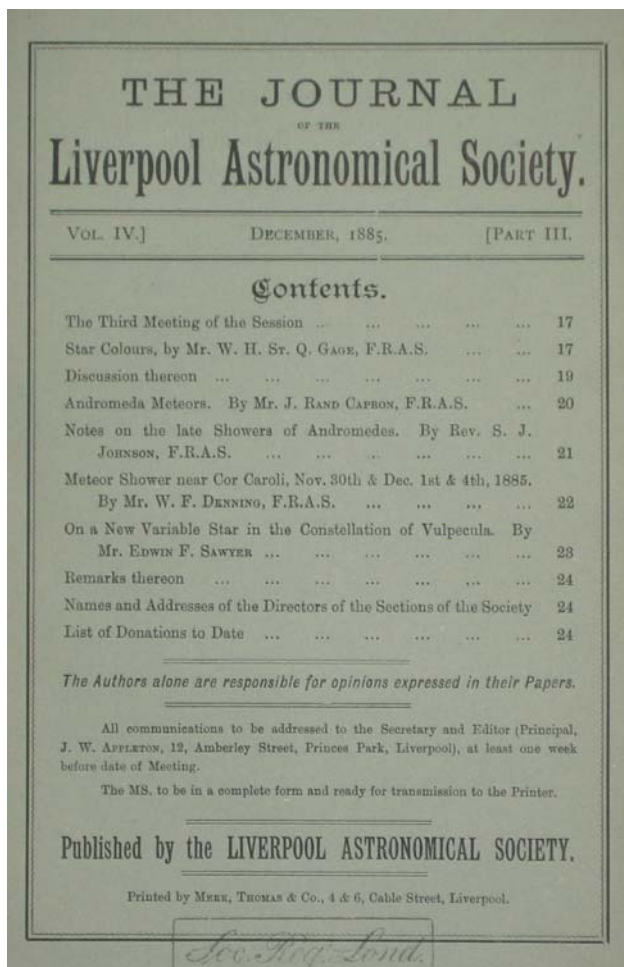 THE JOURNAL
OF THE
Liverpool Astronomical Society.
VOL. IV.] DECEMBER, 1885. [PART III.
Contents.
The Third Meeting of the Session ... ... ... ... ... 17
Star Colours, by Mr. W. H. ST. Q. GAGE, F.R.A.S. ... ... 17
Discussion thereon ... ... ... ... ... ... ... 19
Andromeda Meteors. By Mr. J. RAND CAPRON, F.R.A.S. ... 20
Notes on the late Showers of Andromedes. By Rev. S. J.
JOHNSON, F.R.A.S. ... ... ... ... ... ... 21
Meteor Shower near Cor Caroli, Nov. 30th & Dec. 1st & 4th, 1885.
By Mr. W. F. DENNING, F.R.A.S. ... ... ... ... 22
On a New Variable Star in the Constellation of Vulpecula. By
Mr. EDWIN F. SAWYER ... ... ... ... ... ... 23
Remarks thereon ... ... ... ... ... ... ... 24
Names and Addresses of the Directors of the Sections of the Society 24
List of Donations to Date ... ... ... ... ... ... 24
The Authors alone are responsible for opinions expressed in their Papers.
All communications to be addressed to the Secretary and Editor (Principal,
J. W. APPLETON, 12, Amberley Street, Princes Park, Liverpool), at least one week
before date of Meeting.
The MS. to be in a complete form and ready for transmission to the Printer.
Published by the LIVERPOOL ASTRONOMICAL SOCIETY.
Printed by MEEK, THOMAS & Co., 4 & 6, Cable Street, Liverpool.
Soc. Reg. Lond.